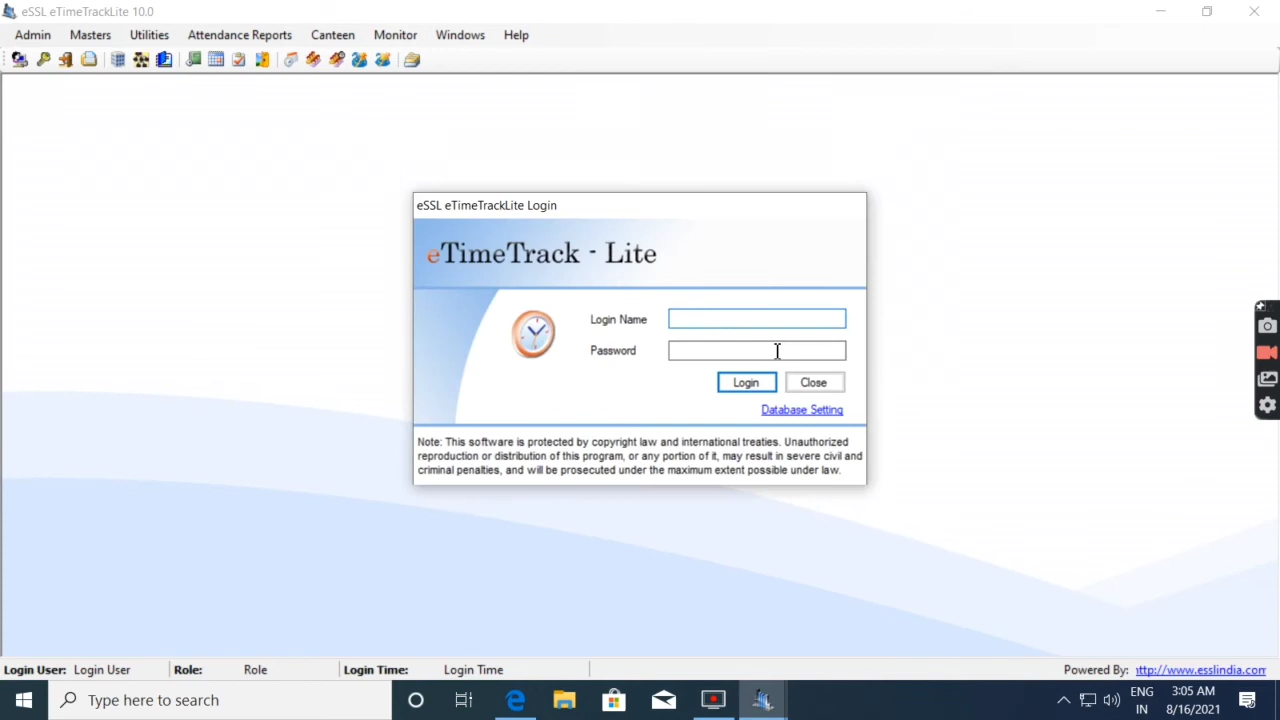 eSSL eTimeTrackLite 10.0
Admin Masters Utilities Attendance Reports Canteen Monitor Windows Help
eSSL eTimeTrackLite Login
eTimeTrack - Lite
Login Name
Password
Login Close
Database Setting
Note: This software is protected by copyright law and international treaties. Unauthorized
reproduction or distribution of this program, or any portion of it, may result in severe civil and
criminal penalties, and will be prosecuted under the maximum extent possible under law.
Login User: Login User Role: Role Login Time: Login Time Powered By: http://www.esslindia.com
Type here to search
ENG 3:05 AM
IN 8/16/2021